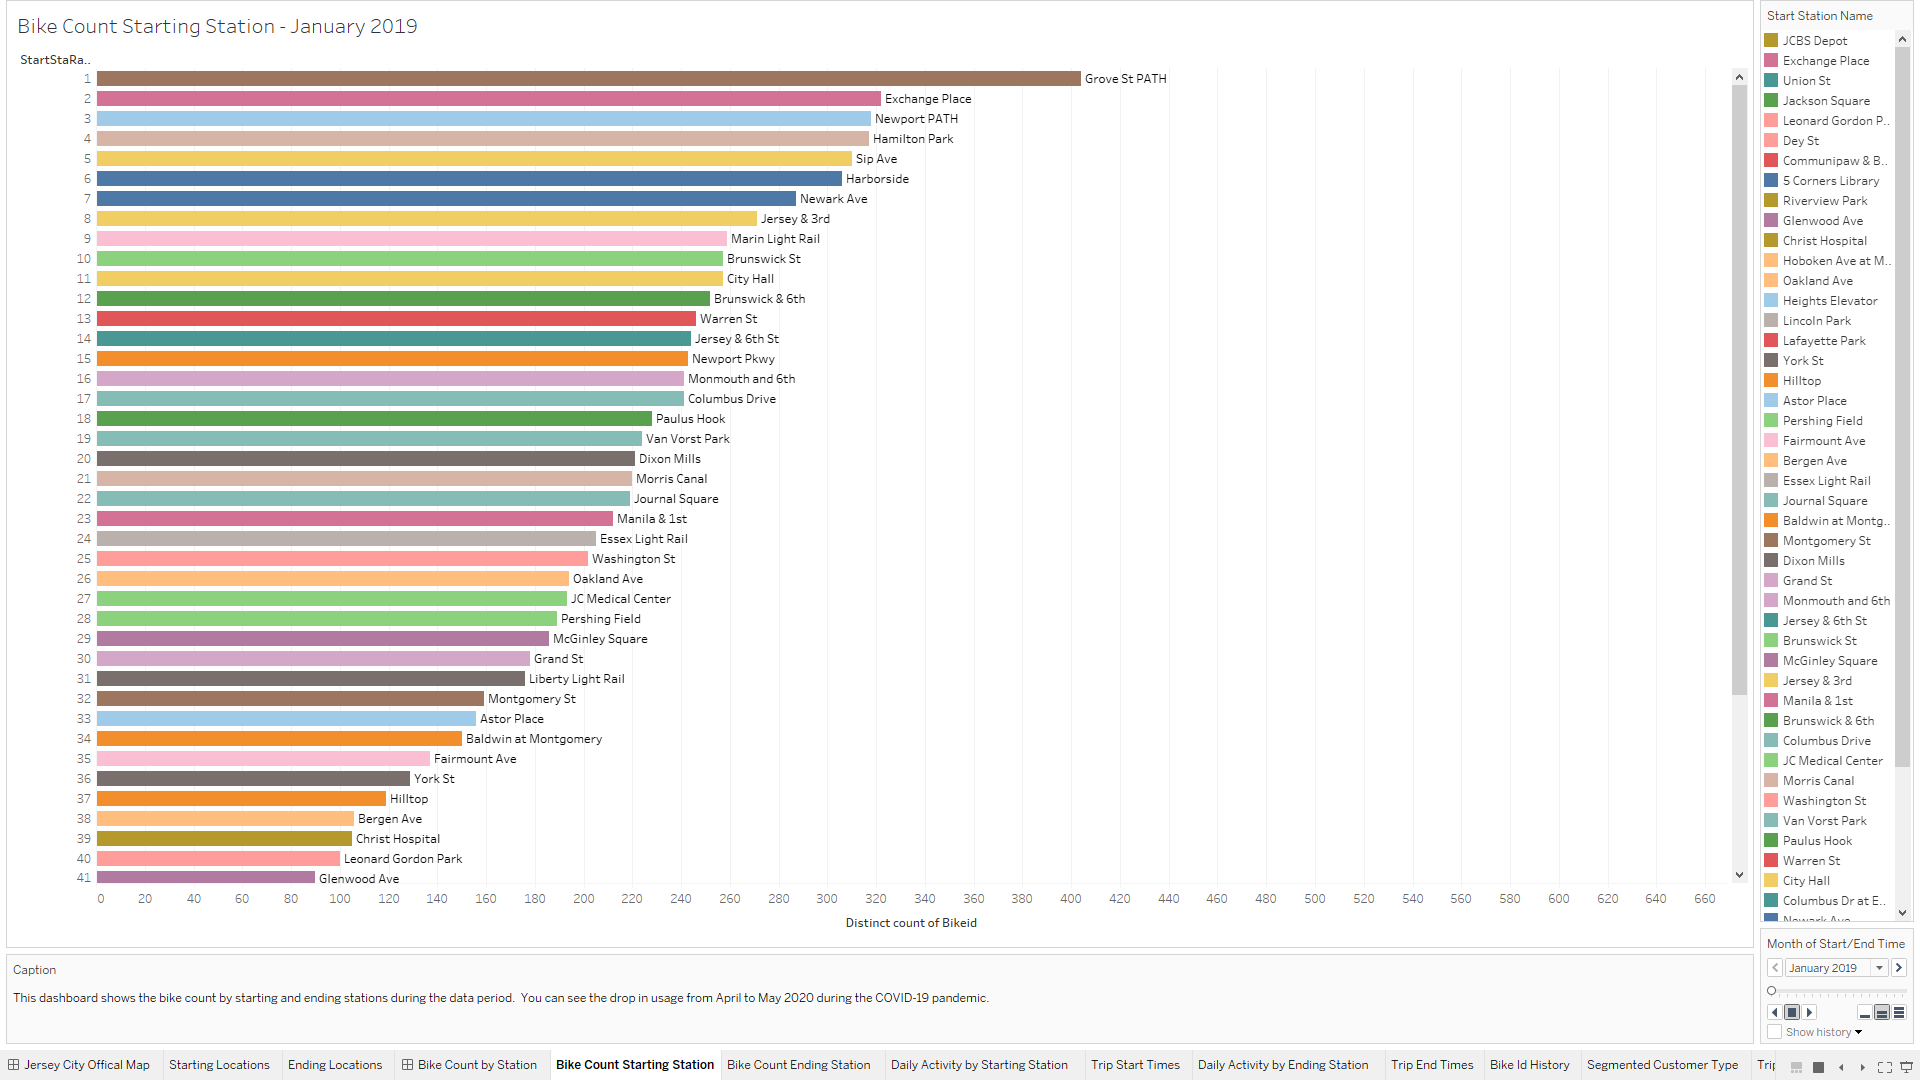 Bike Count Starting Station - January 2019
StartStaRa..
1 Grove St PATH
2 Exchange Place
3 Newport PATH
4 Hamilton Park
5 Sip Ave
6 Harborside
7 Newark Ave
8 Jersey & 3rd
9 Marin Light Rail
10 Brunswick St
11 City Hall
12 Brunswick & 6th
13 Warren St
14 Jersey & 6th St
15 Newport Pkwy
16 Monmouth and 6th
17 Columbus Drive
18 Paulus Hook
19 Van Vorst Park
20 Dixon Mills
21 Morris Canal
22 Journal Square
23 Manila & 1st
24 Essex Light Rail
25 Washington St
26 Oakland Ave
27 JC Medical Center
28 Pershing Field
29 McGinley Square
30 Grand St
31 Liberty Light Rail
32 Montgomery St
33 Astor Place
34 Baldwin at Montgomery
35 Fairmount Ave
36 York St
37 Hilltop
38 Bergen Ave
39 Christ Hospital
40 Leonard Gordon Park
41 Glenwood Ave
0 20 40 60 80 100 120 140 160 180 200 220 240 260 280 300 320 340 360 380 400 420 440 460 480 500 520 540 560 580 600 620 640 660
Distinct count of Bikeid
Start Station Name
JCBS Depot
Exchange Place
Union St
Jackson Square
Leonard Gordon P..
Dey St
Communipaw & B..
5 Corners Library
Riverview Park
Glenwood Ave
Christ Hospital
Hoboken Ave at M..
Oakland Ave
Heights Elevator
Lincoln Park
Lafayette Park
York St
Hilltop
Astor Place
Pershing Field
Fairmount Ave
Bergen Ave
Essex Light Rail
Journal Square
Baldwin at Montg..
Montgomery St
Dixon Mills
Grand St
Monmouth and 6th
Jersey & 6th St
Brunswick St
McGinley Square
Jersey & 3rd
Manila & 1st
Brunswick & 6th
Columbus Drive
JC Medical Center
Morris Canal
Washington St
Van Vorst Park
Paulus Hook
Warren St
City Hall
Columbus Dr at E..
Newark Ave
Month of Start/End Time
January 2019
Show history
Caption
This dashboard shows the bike count by starting and ending stations during the data period. You can see the drop in usage from April to May 2020 during the COVID-19 pandemic.
Jersey City Offical Map Starting Locations Ending Locations Bike Count by Station Bike Count Starting Station Bike Count Ending Station Daily Activity by Starting Station Trip Start Times Daily Activity by Ending Station Trip End Times Bike Id History Segmented Customer Type Trip